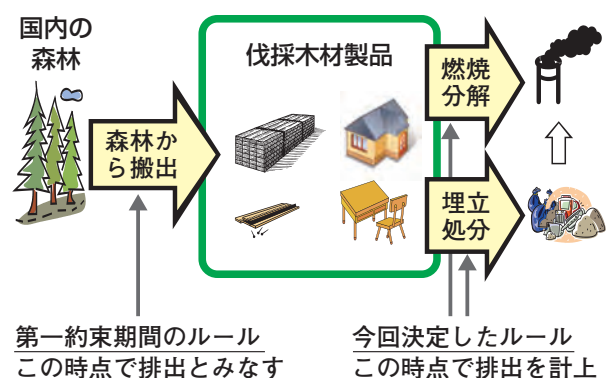 国内の
森林
森林か
ら搬出
伐採木材製品
燃焼
分解
埋立
処分
第一約束期間のルール
この時点で排出とみなす
今回決定したルール
この時点で排出を計上